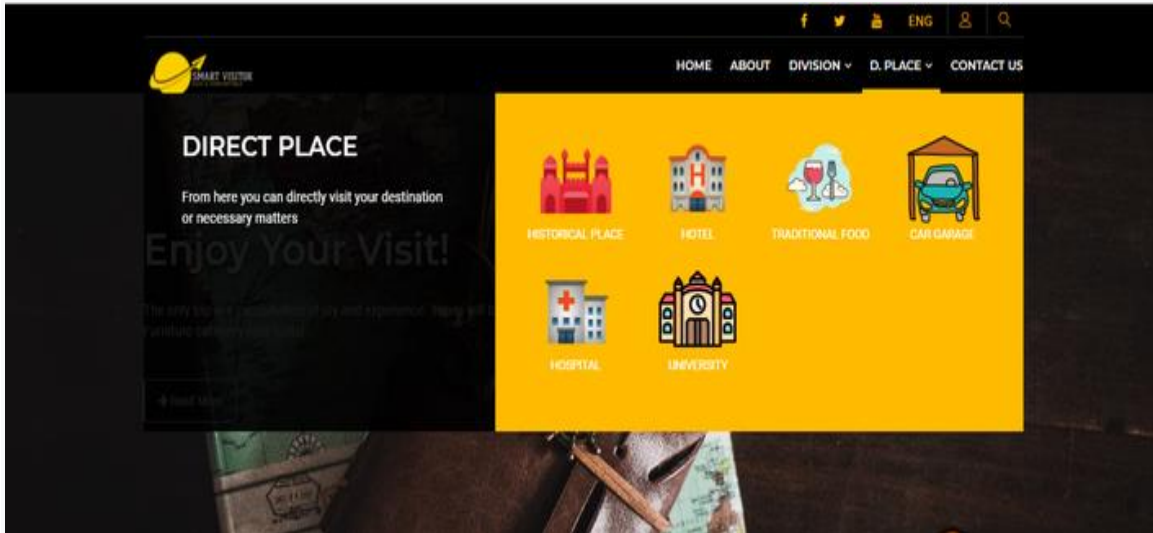 ENG
SMART VISITOR
HOME ABOUT DIVISION D. PLACE CONTACT US
DIRECT PLACE
From here you can directly visit your destination
or necessary matters
Enjoy Your Visit!
HISTORICAL PLACE HOTEL TRADITIONAL FOOD CAR GARAGE
HOSPITAL UNIVERSITY